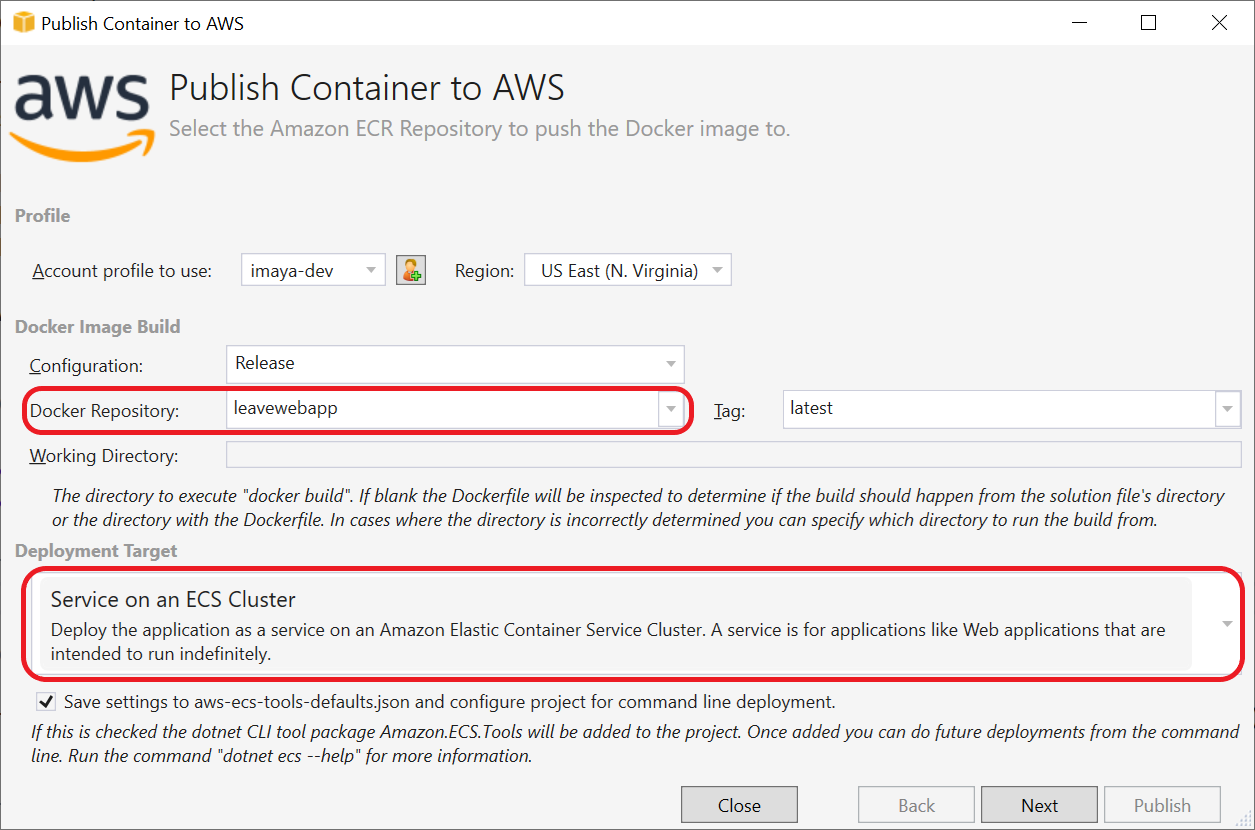 Publish Container to AWS
aws
Publish Container to AWS
Select the Amazon ECR Repository to push the Docker image to.
Profile
Account profile to use: imaya-dev Region: US East (N. Virginia)
Docker Image Build
Configuration: Release
Docker Repository: leavewebapp Tag: latest
Working Directory:
The directory to execute "docker build". If blank the Dockerfile will be inspected to determine if the build should happen from the solution file's directory
or the directory with the Dockerfile. In cases where the directory is incorrectly determined you can specify which directory to run the build from.
Deployment Target
Service on an ECS Cluster
Deploy the application as a service on an Amazon Elastic Container Service Cluster. A service is for applications like Web applications that are
intended to run indefinitely.
Save settings to aws-ecs-tools-defaults.json and configure project for command line deployment.
If this is checked the dotnet CLI tool package Amazon.ECS.Tools will be added to the project. Once added you can do future deployments from the command
line. Run the command "dotnet ecs --help" for more information.
Close Back Next Publish